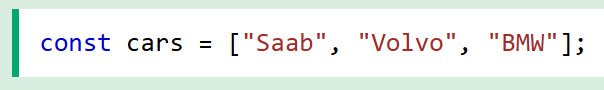 const cars = ["Saab", "Volvo", "BMW"];